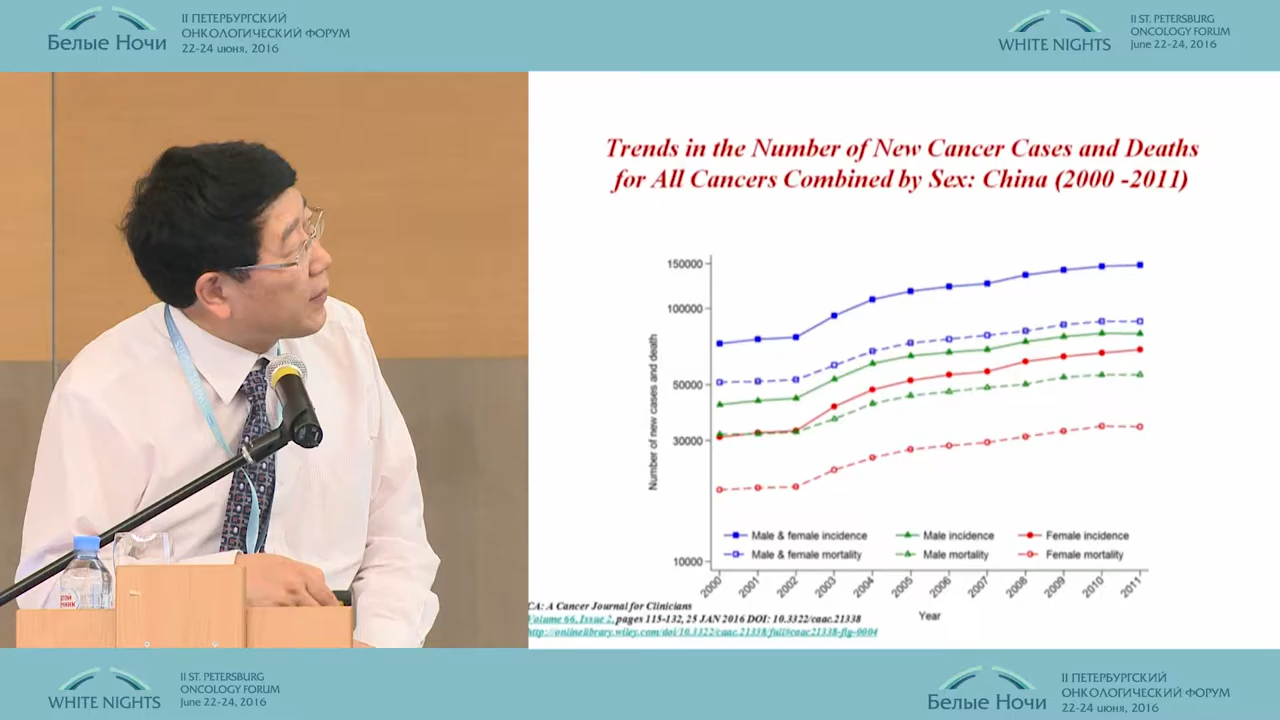 Белые Ночи
II ПЕТЕРБУРГСКИЙ
ОНКОЛОГИЧЕСКИЙ ФОРУМ
22-24 июня, 2016
WHITE NIGHTS
II ST. PETERSBURG
ONCOLOGY FORUM
June 22-24, 2016
Trends in the Number of New Cancer Cases and Deaths
for All Cancers Combined by Sex: China (2000 -2011)
Number of new cases and death
150000
100000
50000
30000
10000
Male & female incidence
Male incidence
Female incidence
Male & female mortality
Male mortality
Female mortality
2000
2001
2002
2003
2004
2005
2006
2007
2008
2009
2010
2011
Year
CA: A Cancer Journal for Clinicians
Volume 66, Issue 2, pages 115-132, 25 JAN 2016 DOI: 10.3322/caac.21338
http://onlinelibrary.wiley.com/doi/10.3322/caac.21338/full#caac21338-fig-0004
WHITE NIGHTS
II ST. PETERSBURG
ONCOLOGY FORUM
June 22-24, 2016
Белые Ночи
II ПЕТЕРБУРГСКИЙ
ОНКОЛОГИЧЕСКИЙ ФОРУМ
22-24 июня, 2016